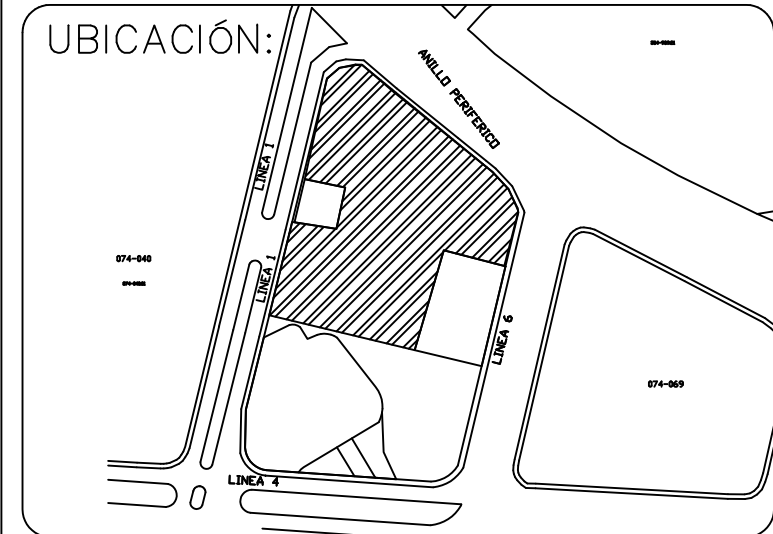 UBICACIÓN:
ANILLO PERIFERICO
LINEA 1
074-040
LINEA 1
LINEA 6
074-069
LINEA 4